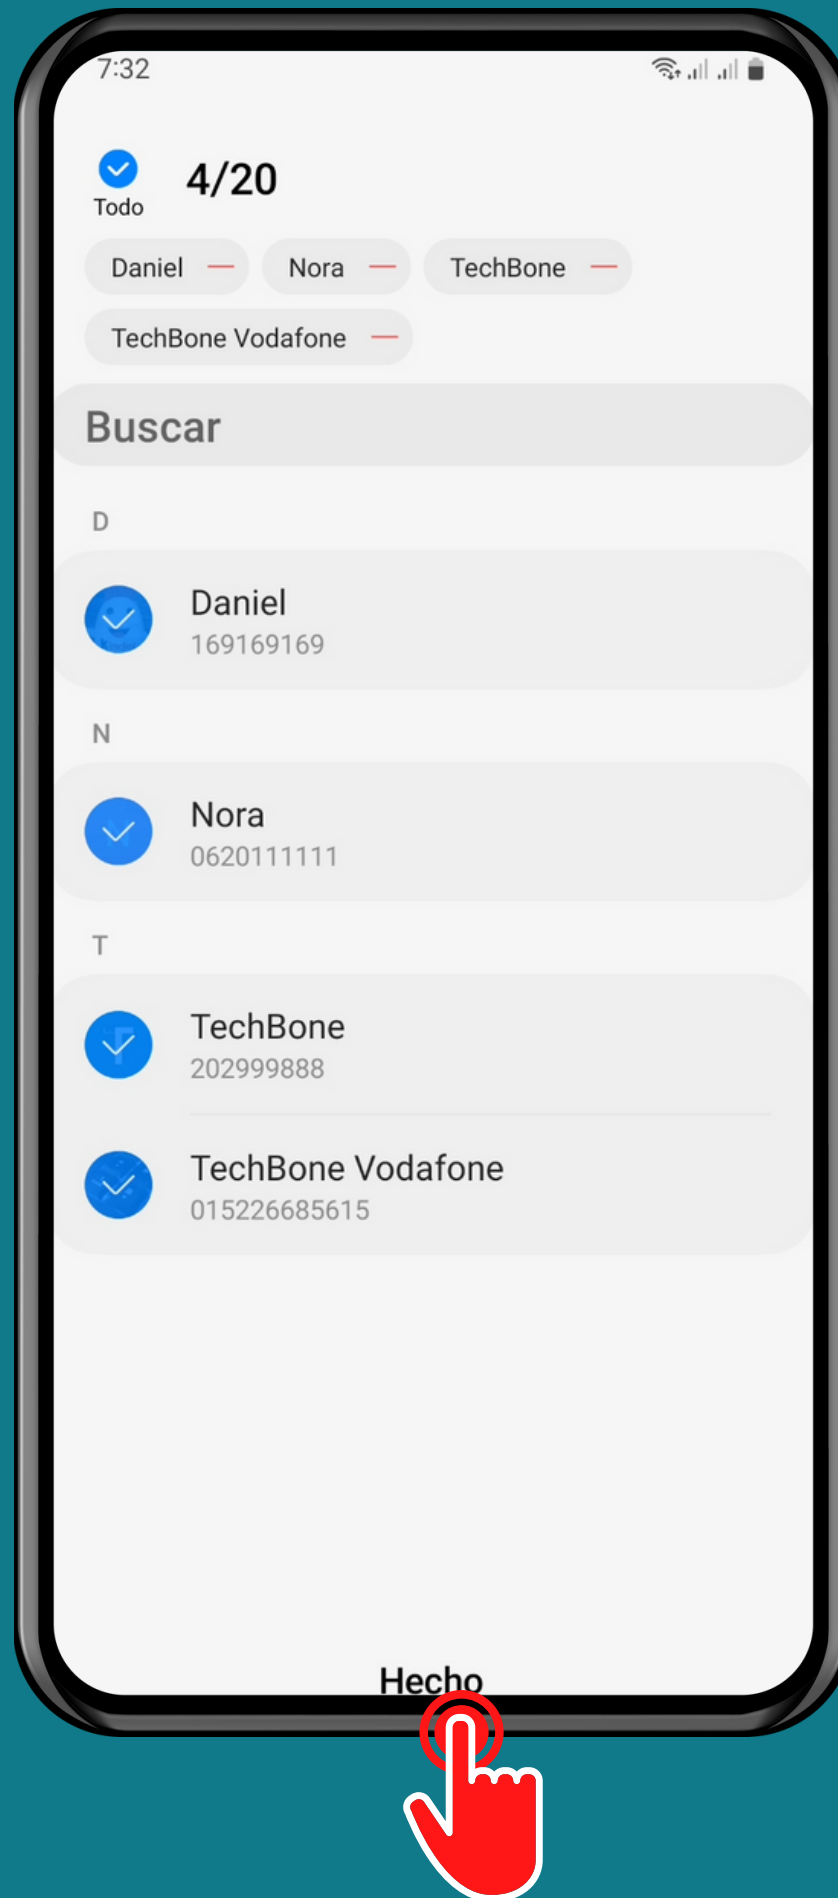 7:32
Todo
4/20
Daniel
Nora
TechBone
TechBone Vodafone
Buscar
D
Daniel
169169169
N
Nora
0620111111
T
TechBone
202999888
TechBone Vodafone
015226685615
Hecho